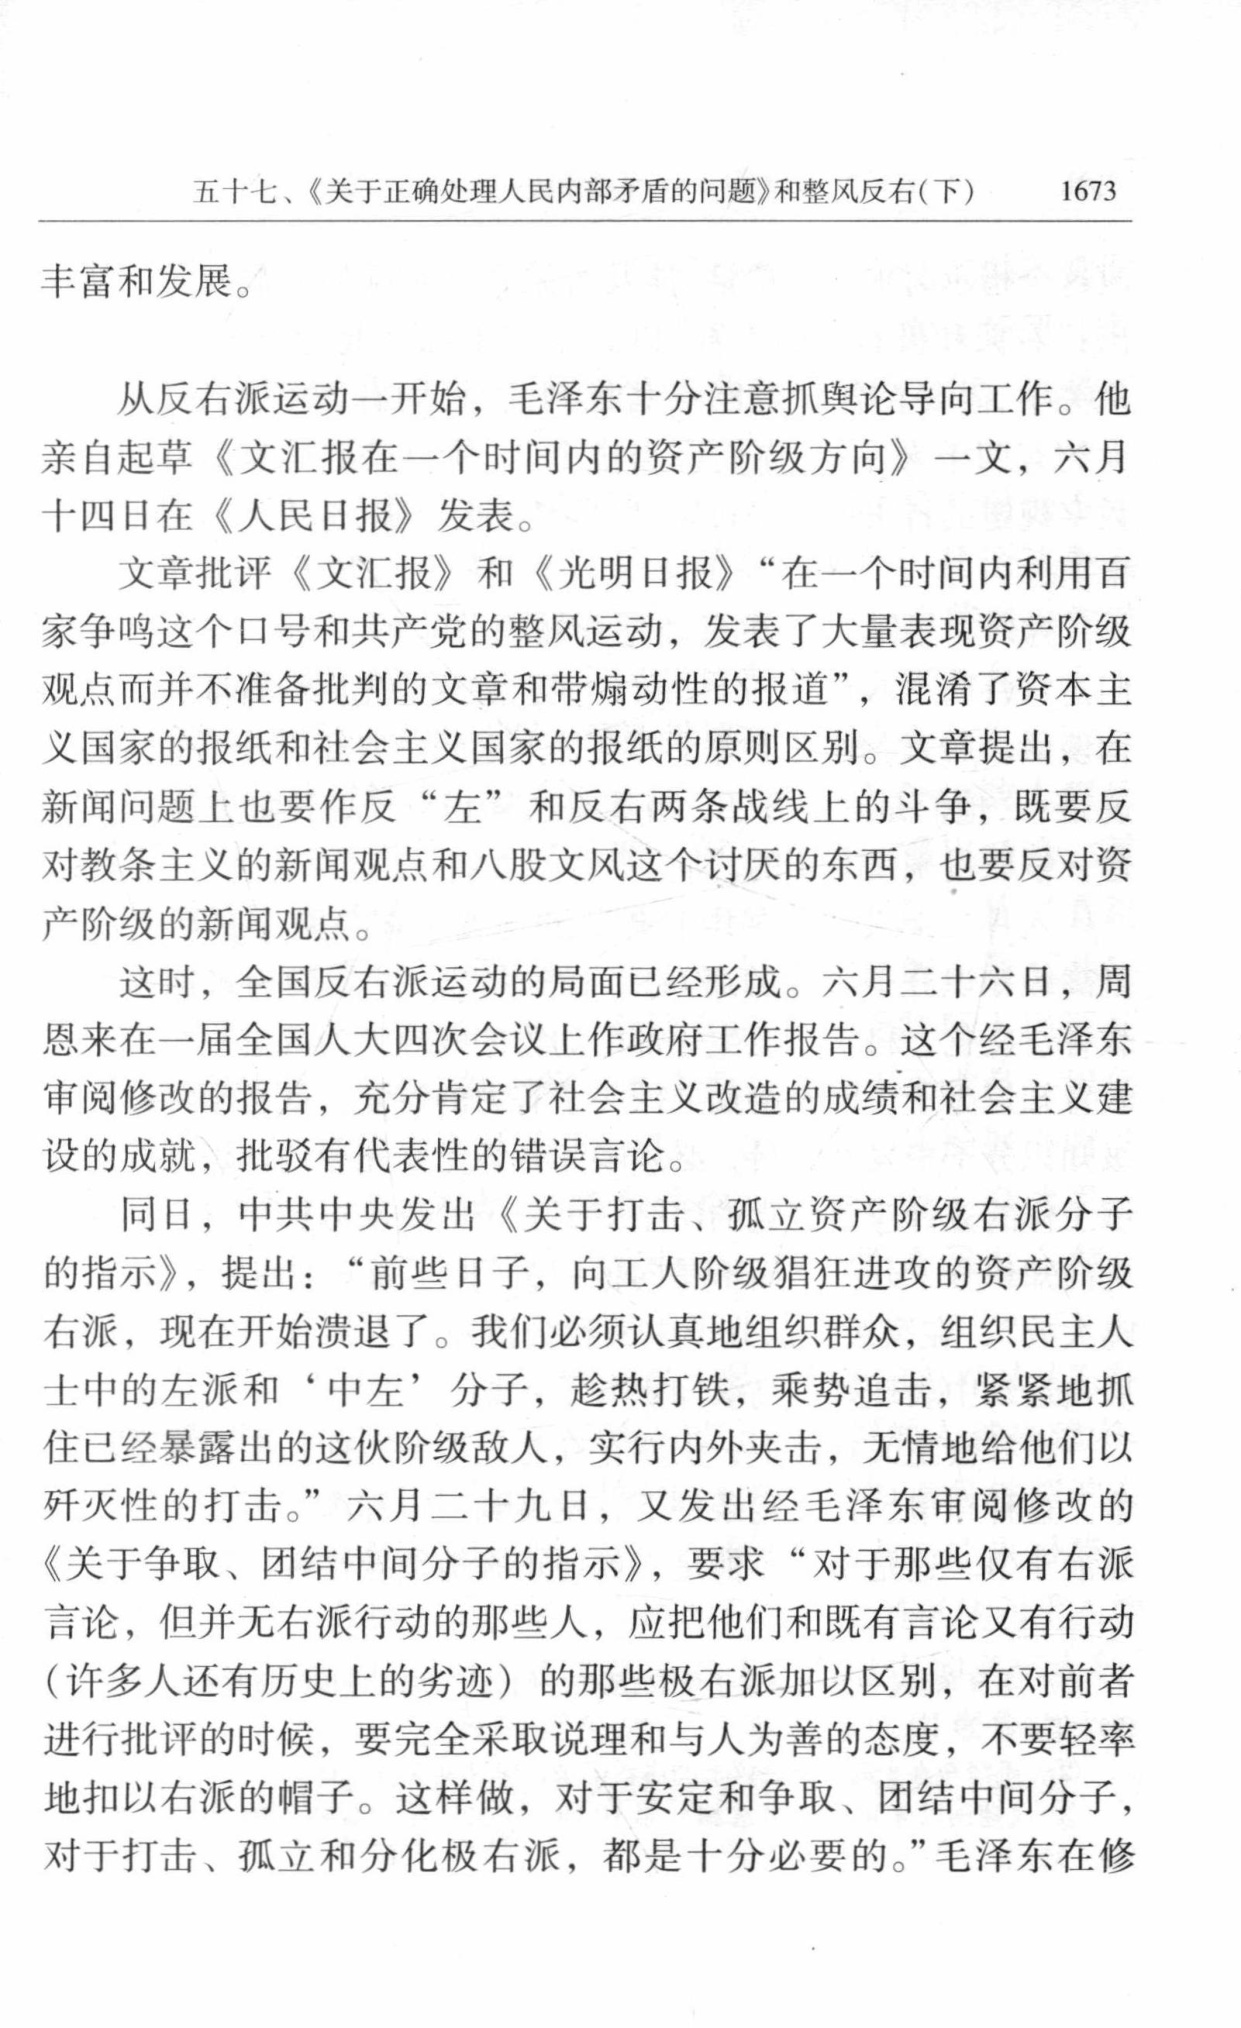 五十七、《关于正确处理人民内部矛盾的问题》和整风反右(下) 1673
丰富和发展。
从反右派运动一开始，毛泽东十分注意抓舆论导向工作。他
亲自起草《文汇报在一个时间内的资产阶级方向》一文，六月
十四日在《人民日报》发表。
文章批评《文汇报》和《光明日报》“在一个时间内利用百
家争鸣这个口号和共产党的整风运动，发表了大量表现资产阶级
观点而并不准备批判的文章和带煽动性的报道”，混淆了资本主
义国家的报纸和社会主义国家的报纸的原则区别。文章提出，在
新闻问题上也要作反“左”和反右两条战线上的斗争，既要反
对教条主义的新闻观点和八股文风这个讨厌的东西，也要反对资
产阶级的新闻观点。
这时，全国反右派运动的局面已经形成。六月二十六日，周
恩来在一届全国人大四次会议上作政府工作报告。这个经毛泽东
审阅修改的报告，充分肯定了社会主义改造的成绩和社会主义建
设的成就，批驳有代表性的错误言论。
同日，中共中央发出《关于打击、孤立资产阶级右派分子
的指示》，提出：“前些日子，向工人阶级猖狂进攻的资产阶级
右派，现在开始溃退了。我们必须认真地组织群众，组织民主人
士中的左派和‘中左’分子，趁热打铁，乘势追击，紧紧地抓
住已经暴露出的这伙阶级敌人，实行内外夹击，无情地给他们以
歼灭性的打击。”六月二十九日，又发出经毛泽东审阅修改的
《关于争取、团结中间分子的指示》，要求“对于那些仅有右派
言论，但并无右派行动的那些人，应把他们和既有言论又有行动
(许多人还有历史上的劣迹)的那些极右派加以区别，在对前者
进行批评的时候，要完全采取说理和与人为善的态度，不要轻率
地扣以右派的帽子。这样做，对于安定和争取、团结中间分子，
对于打击、孤立和分化极右派，都是十分必要的。”毛泽东在修